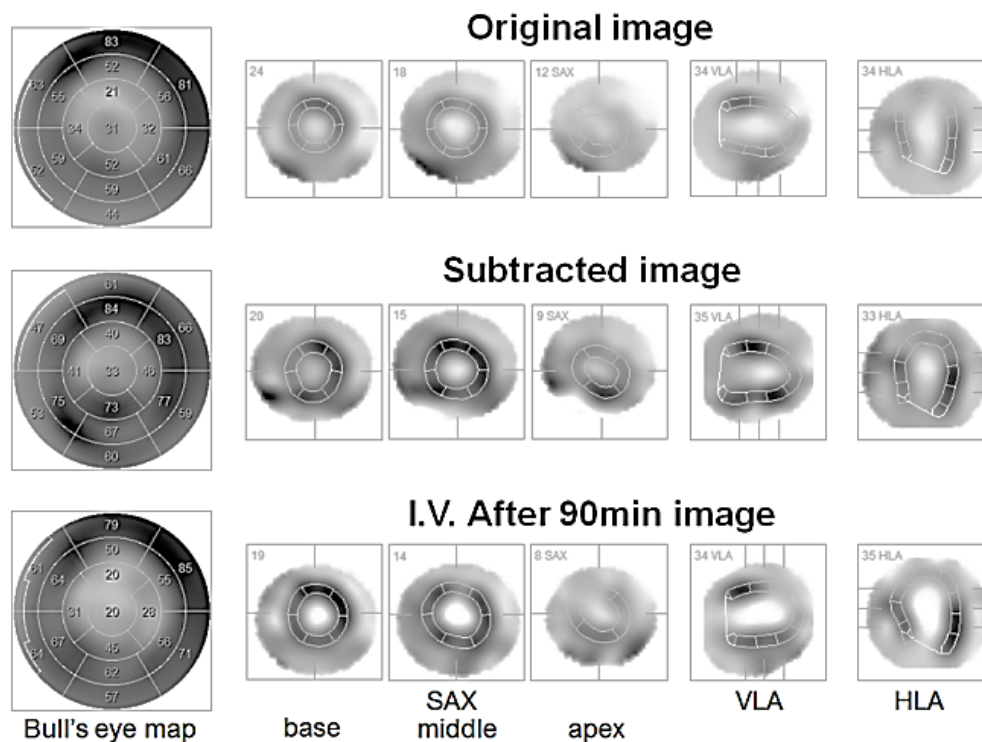 Original image
83
52
83 81
55 21 56
34 31 32
59 52 61
52 59 66
44
24 18 12 SAX 34 VLA 34 HLA
Subtracted image
61
84
47 66
69 40 83
41 33 46
75 73 77
53 67 59
60
20 15 9 SAX 35 VLA 33 HLA
I.V. After 90min image
79
50
61 85
64 20 55
31 20 28
67 45 56
64 62 71
57
19 14 8 SAX 34 VLA 35 HLA
SAX VLA HLA
Bull's eye map base middle apex